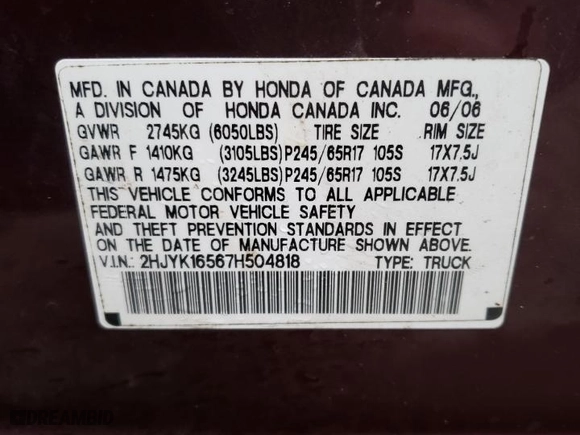 MFD. IN CANADA BY HONDA OF CANADA MFG.,
A DIVISION OF HONDA CANADA INC. 06/06
GVWR 2745KG (6050LBS) TIRE SIZE RIM SIZE
GAWR F 1410KG (3105LBS)P245/65R17 105S 17X7.5J
GAWR R 1475KG (3245LBS)P245/65R17 105S 17X7.5J
THIS VEHICLE CONFORMS TO ALL APPLICABLE
FEDERAL MOTOR VEHICLE SAFETY
AND THEFT PREVENTION STANDARDS IN EFFECT
ON THE DATE OF MANUFACTURE SHOWN ABOVE.
V.I.N.: 2HJYK16567H504818 TYPE: TRUCK
DREAMBID